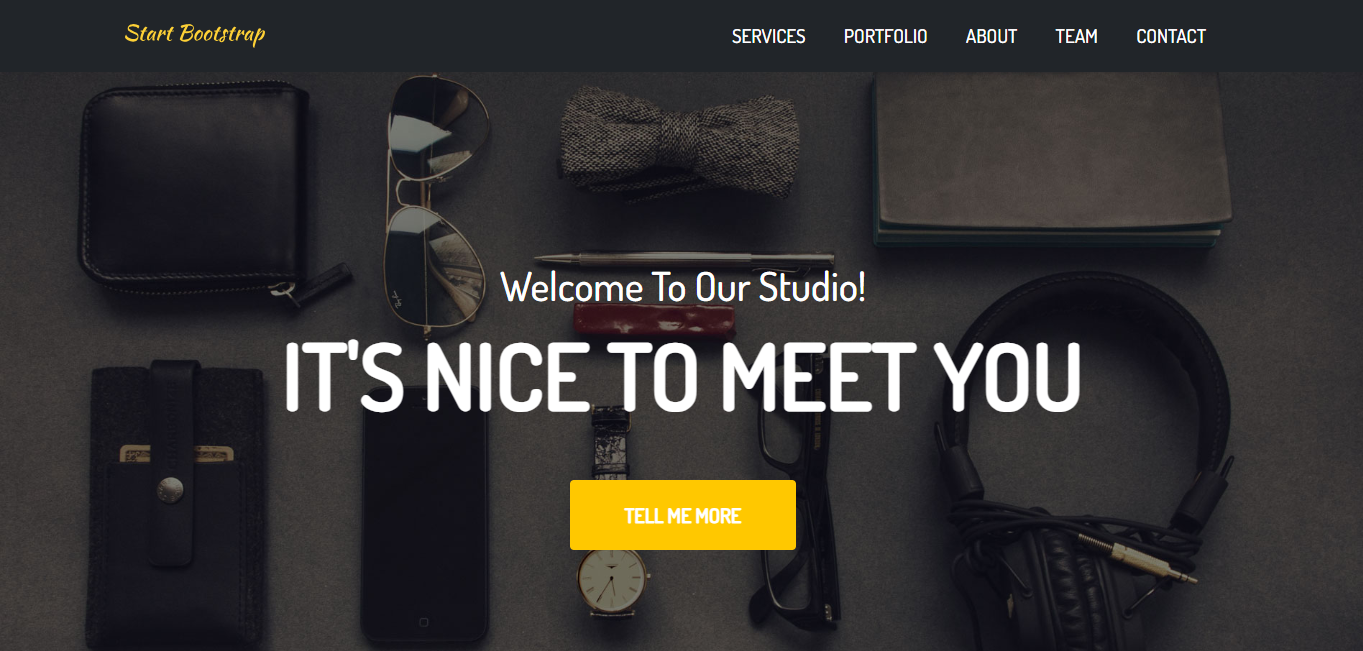 Start Bootstrap
SERVICES PORTFOLIO ABOUT TEAM CONTACT
Welcome To Our Studio!
IT'S NICE TO MEET YOU
TELL ME MORE